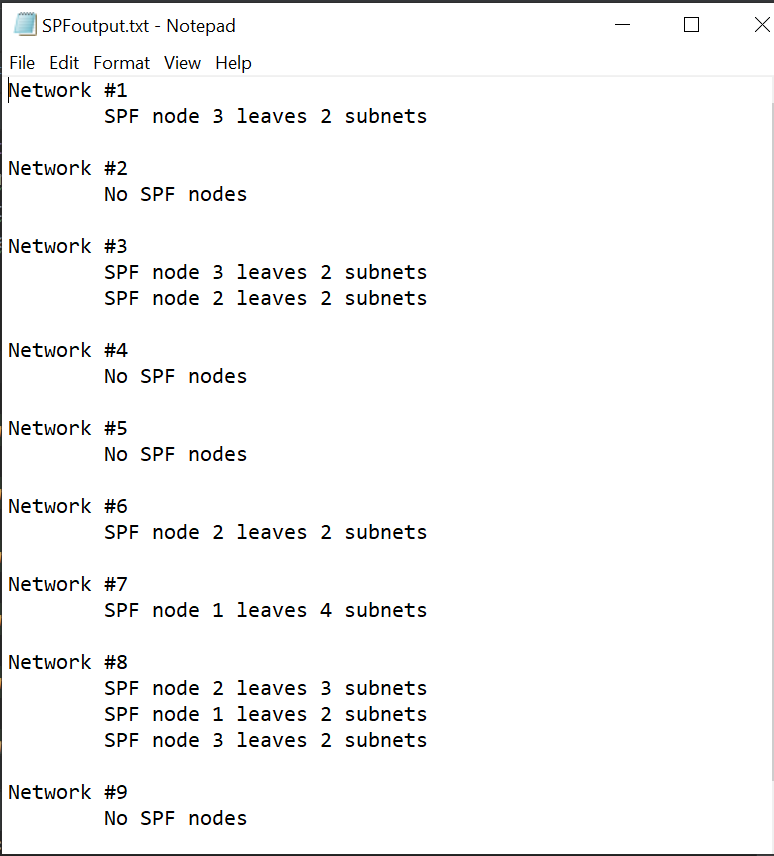 SPFoutput.txt - Notepad
File Edit Format View Help
Network #1
SPF node 3 leaves 2 subnets
Network #2
No SPF nodes
Network #3
SPF node 3 leaves 2 subnets
SPF node 2 leaves 2 subnets
Network #4
No SPF nodes
Network #5
No SPF nodes
Network #6
SPF node 2 leaves 2 subnets
Network #7
SPF node 1 leaves 4 subnets
Network #8
SPF node 2 leaves 3 subnets
SPF node 1 leaves 2 subnets
SPF node 3 leaves 2 subnets
Network #9
No SPF nodes